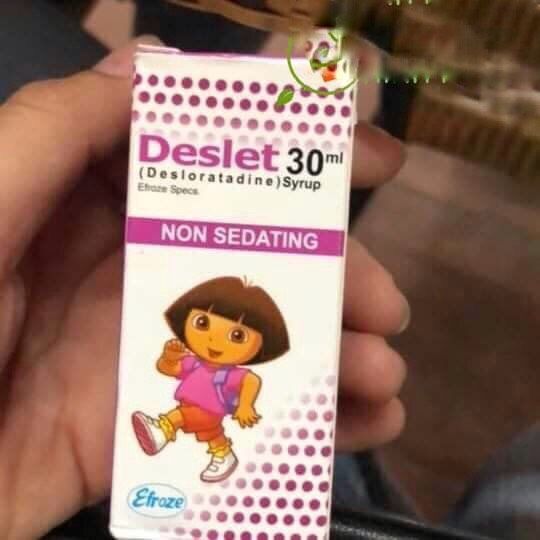 Deslet 30ml
(Desloratadine) Syrup
Efroze Specs.
NON SEDATING
Efroze